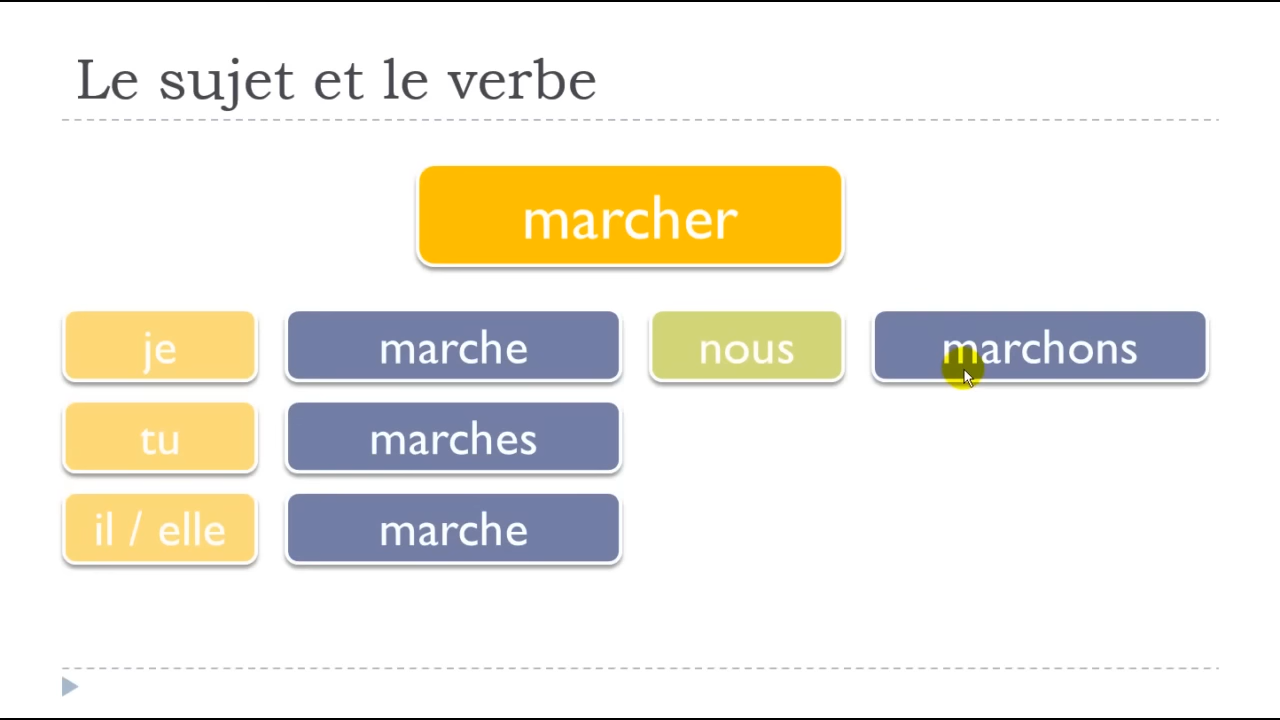 Le sujet et le verbe
marcher
je marche nous marchons
tu marches
il / elle marche